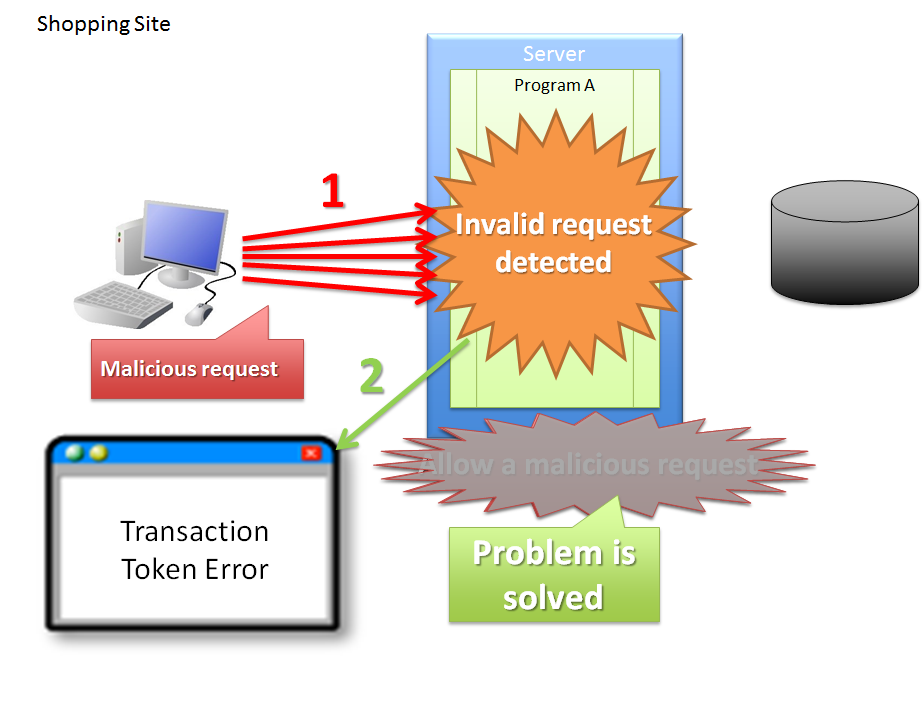 Shopping Site
Server
Program A
1
Invalid request
detected
Malicious request
2
Allow a malicious request
Transaction
Token Error
Problem is
solved